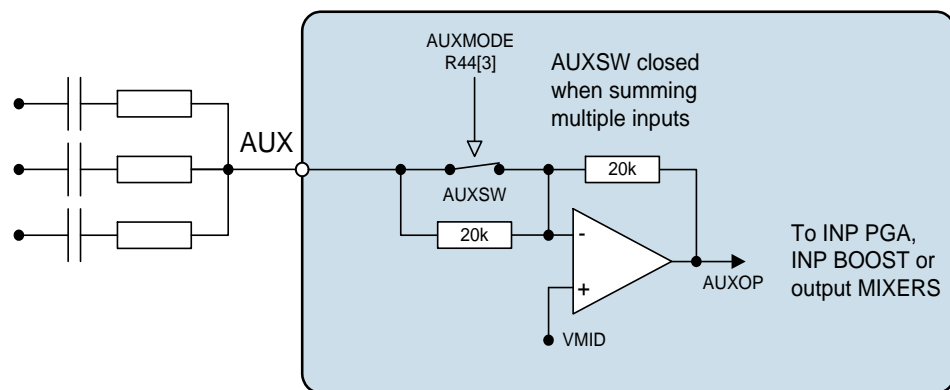 AUXMODE
R44[3]
AUXSW closed
when summing
multiple inputs
AUX
20k
AUXSW
20k
-
+
To INP PGA,
INP BOOST or
output MIXERS
AUXOP
VMID